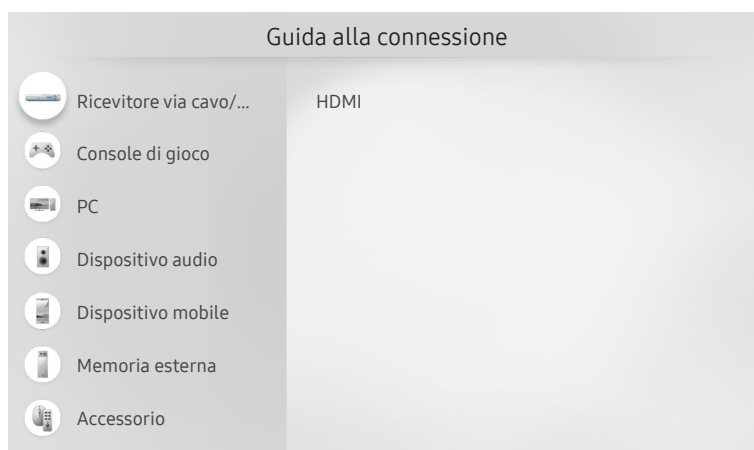 Guida alla connessione
Ricevitore via cavo/...
HDMI
Console di gioco
PC
Dispositivo audio
Dispositivo mobile
Memoria esterna
Accessorio